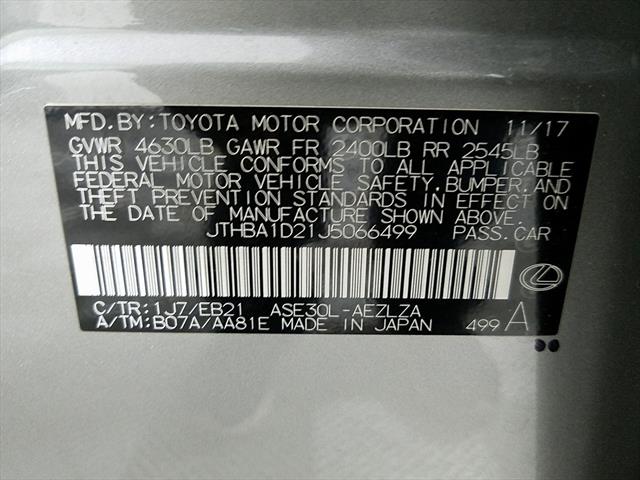 MFD.BY:TOYOTA MOTOR CORPORATION 11/17
GVWR 4630LB GAWR FR 2400LB RR 2545LB
THIS VEHICLE CONFORMS TO ALL APPLICABLE
FEDERAL MOTOR VEHICLE SAFETY,BUMPER,AND
THEFT PREVENTION STANDARDS IN EFFECT ON
THE DATE OF MANUFACTURE SHOWN ABOVE.
JTHBA1D21J5066499 PASS.CAR
C/TR:1J7/EB21 ASE30L-AEZLZA
A/TM:B07A/AA81E MADE IN JAPAN 499 A